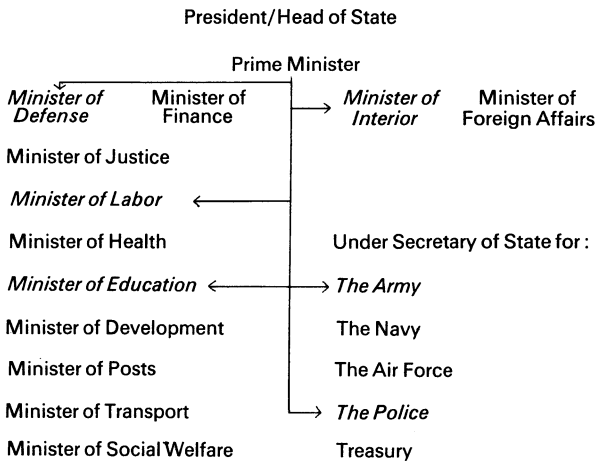 President/Head of State
Prime Minister
Minister of Defense
Minister of Finance
Minister of Interior
Minister of Foreign Affairs
Minister of Justice
Minister of Labor
Minister of Health
Under Secretary of State for:
Minister of Education
The Army
Minister of Development
The Navy
Minister of Posts
The Air Force
Minister of Transport
The Police
Minister of Social Welfare
Treasury